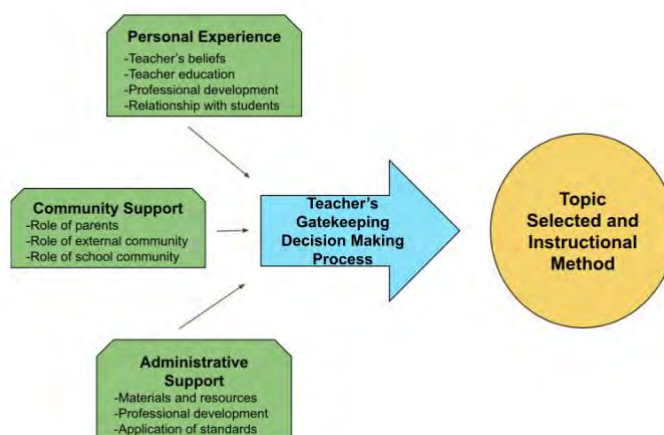 Personal Experience
-Teacher's beliefs
-Teacher education
-Professional development
-Relationship with students
Community Support
-Role of parents
-Role of external community
-Role of school community
Administrative
Support
-Materials and resources
-Professional development
-Application of standards
Teacher's
Gatekeeping
Decision Making
Process
Topic
Selected and
Instructional
Method